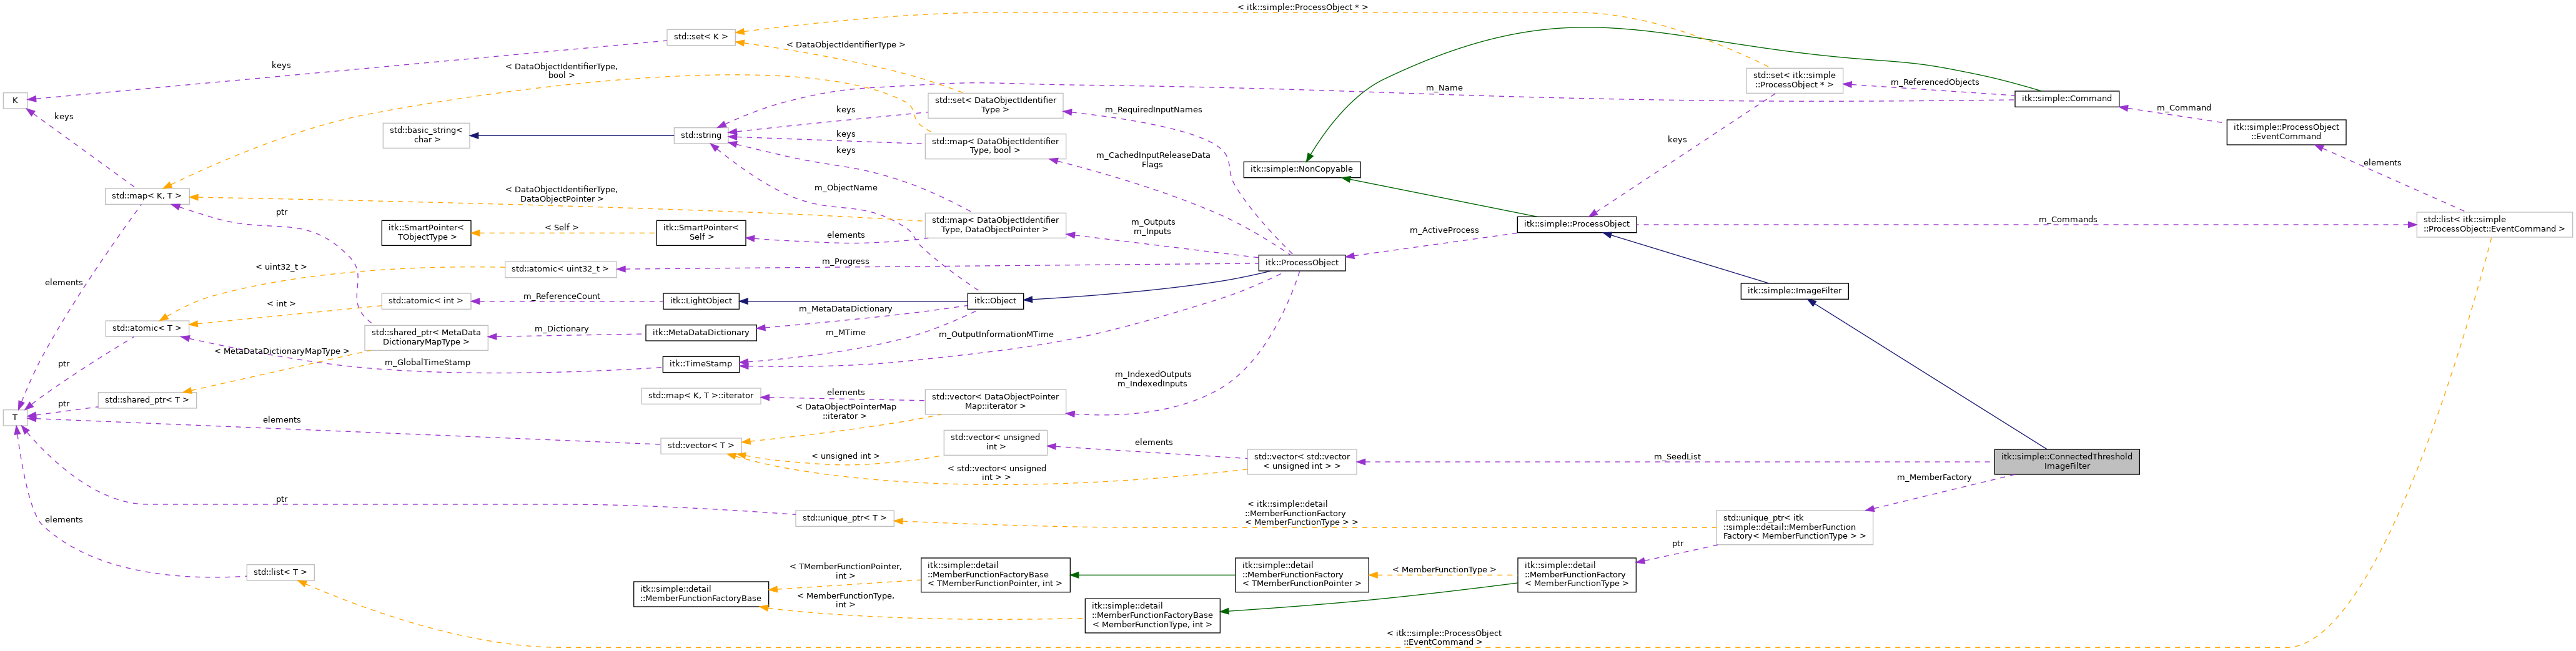 < itk::simple::ProcessObject * >
std::set< K >
< DataObjectIdentifierType >
keys
< DataObjectIdentifierType,
bool >
std::set< itk::simple
::ProcessObject * >
m_ReferencedObjects
m_Name
itk::simple::Command
m_Command
K
keys
std::set< DataObjectIdentifier
Type >
m_RequiredInputNames
keys
itk::simple::ProcessObject
::EventCommand
std::basic_string<
char >
std::string
keys
std::map< DataObjectIdentifier
Type, bool >
keys
keys
m_CachedInputReleaseData
Flags
itk::simple::NonCopyable
elements
std::map< K, T >
< DataObjectIdentifierType,
DataObjectPointer >
m_ObjectName
ptr
itk::SmartPointer<
TObjectType >
< Self >
itk::SmartPointer<
Self >
elements
std::map< DataObjectIdentifier
Type, DataObjectPointer >
m_Outputs
m_Inputs
m_ActiveProcess
itk::simple::ProcessObject
m_Commands
std::list< itk::simple
::ProcessObject::EventCommand >
< uint32_t >
std::atomic< uint32_t >
m_Progress
itk::ProcessObject
elements
< int >
std::atomic< int >
m_ReferenceCount
itk::LightObject
itk::Object
itk::simple::ImageFilter
m_MetaDataDictionary
std::atomic< T >
std::shared_ptr< MetaData
DictionaryMapType >
m_Dictionary
itk::MetaDataDictionary
m_MTime
m_OutputInformationMTime
< MetaDataDictionaryMapType >
m_GlobalTimeStamp
itk::TimeStamp
ptr
m_IndexedOutputs
m_IndexedInputs
std::shared_ptr< T >
ptr
std::map< K, T >::iterator
elements
std::vector< DataObjectPointer
Map::iterator >
< DataObjectPointerMap
::iterator >
T
elements
std::vector< T >
std::vector< unsigned
int >
elements
< unsigned int >
< std::vector< unsigned
int > >
std::vector< std::vector
< unsigned int > >
m_SeedList
itk::simple::ConnectedThreshold
ImageFilter
m_MemberFactory
ptr
std::unique_ptr< T >
< itk::simple::detail
::MemberFunctionFactory
< MemberFunctionType > >
std::unique_ptr< itk
::simple::detail::MemberFunction
Factory< MemberFunctionType > >
elements
ptr
std::list< T >
itk::simple::detail
::MemberFunctionFactoryBase
< TMemberFunctionPointer,
int >
itk::simple::detail
::MemberFunctionFactoryBase
< TMemberFunctionPointer, int >
itk::simple::detail
::MemberFunctionFactory
< TMemberFunctionPointer >
< MemberFunctionType >
itk::simple::detail
::MemberFunctionFactory
< MemberFunctionType >
< MemberFunctionType,
int >
itk::simple::detail
::MemberFunctionFactoryBase
< MemberFunctionType, int >
< itk::simple::ProcessObject
::EventCommand >